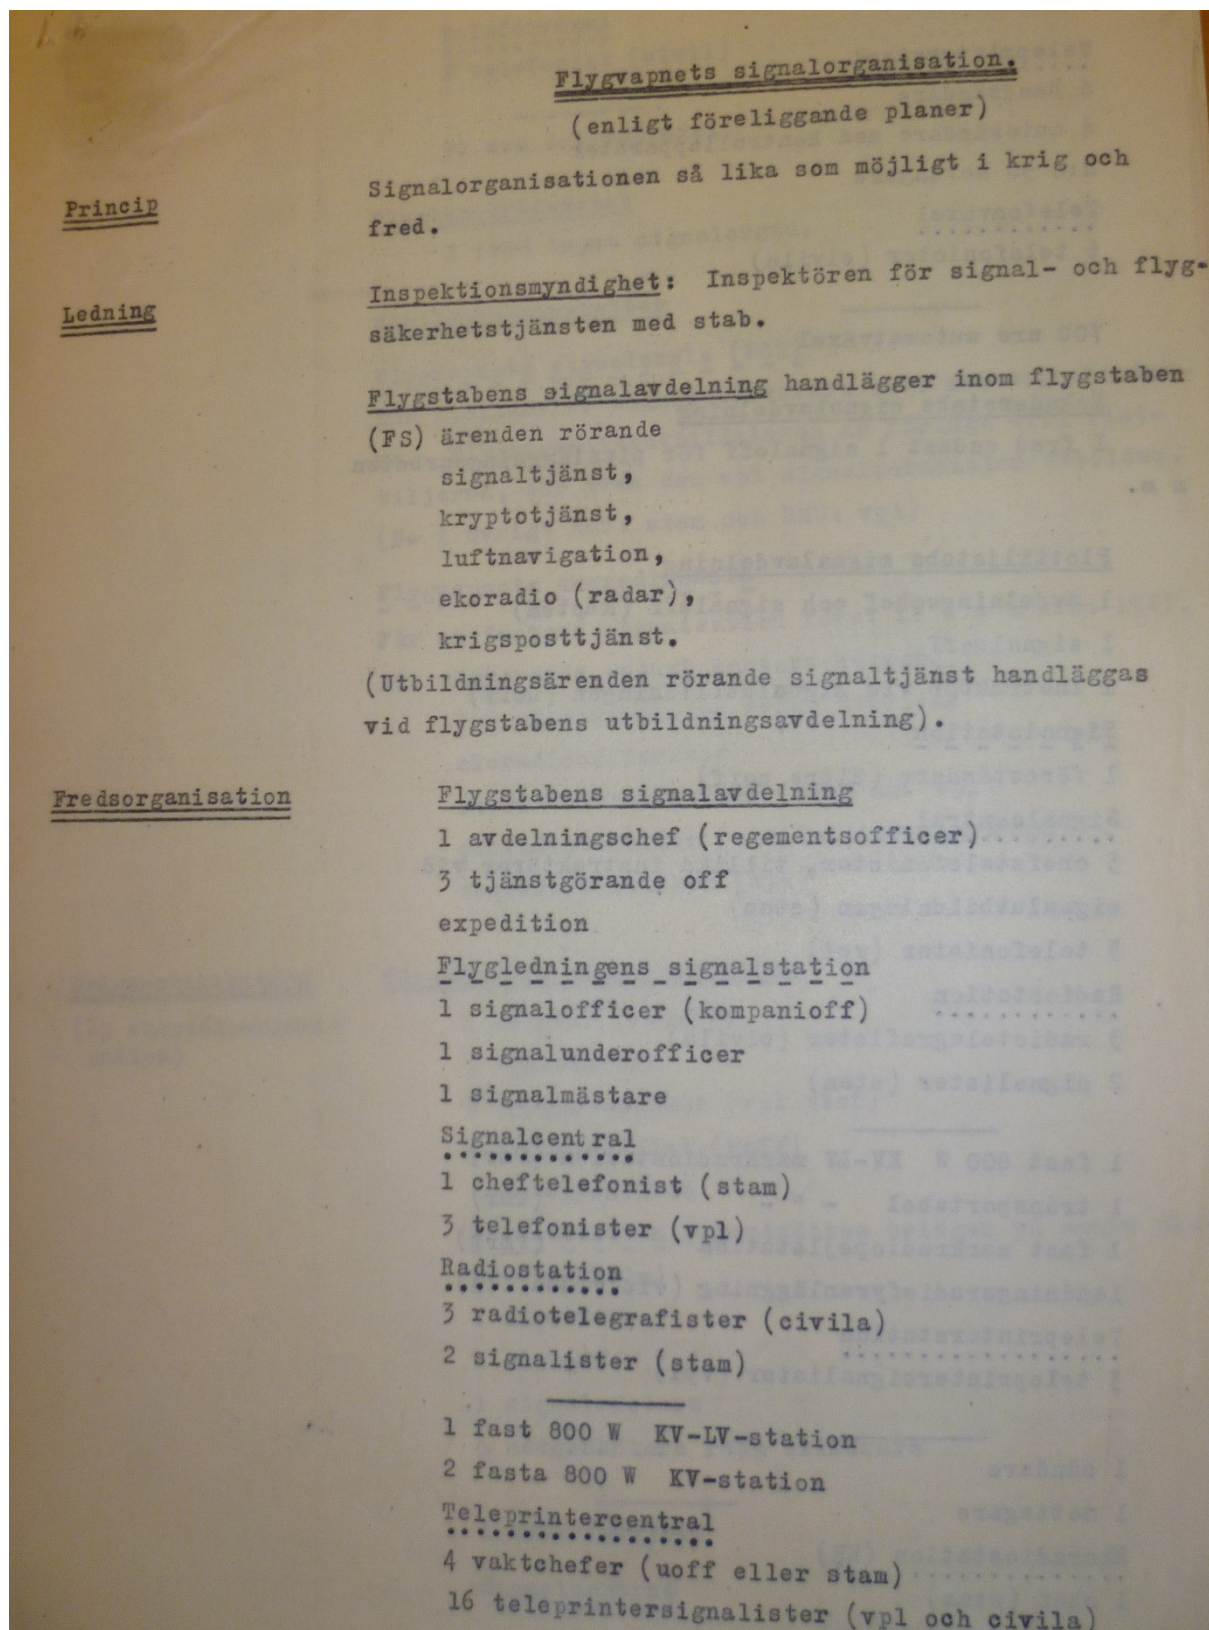 Flygvapnets signalorganisation.
(enligt föreliggande planer)
Princip
Signalorganisationen så lika som möjligt i krig och
fred.
Ledning
Inspektionsmyndighet: Inspektören för signal- och flyg-
säkerhetstjänsten med stab.
Flygstabens signalavdelning handlägger inom flygstaben
(FS) ärenden rörande
signaltjänst,
kryptotjänst,
luftnavigation,
ekoradio (radar),
krigsposttjänst.
(Utbildningsärenden rörande signaltjänst handläggas
vid flygstabens utbildningsavdelning).
Fredsorganisation
Flygstabens signalavdelning
1 avdelningschef (regementsofficer)
3 tjänstgörande off
expedition
Flygledningens signalstation
1 signalofficer (kompanioff)
1 signalunderofficer
1 signalmästare
Signalcentral
1 cheftelefonist (stam)
3 telefonister (vpl)
Radiostation
3 radiotelegrafister (civila)
2 signalister (stam)
1 fast 800 W KV-LV-station
2 fasta 800 W KV-station
Teleprintercentral
4 vaktchefer (uoff eller stam)
16 teleprintersignalister (vpl och civila)